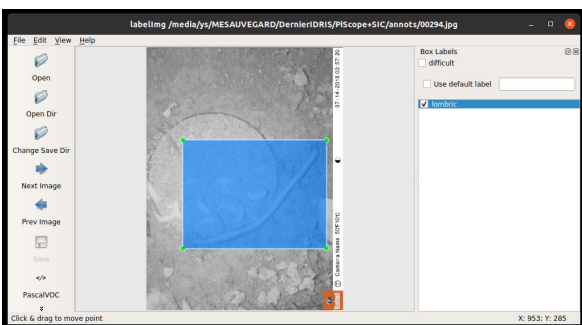 labelImg /media/ys/MESAUVEGARD/DernierIDRIS/PiScope+SIC/annots/00294.jpg
File Edit View Help
Open
Open Dir
Change Save Dir
Next Image
Prev Image
Save
</>
PascalVOC
Click & drag to move point
07-14-2016 03:57:20
Camera Name 50°F10°C
Box Labels
difficult
Use default label
lombric
X: 953; Y: 285